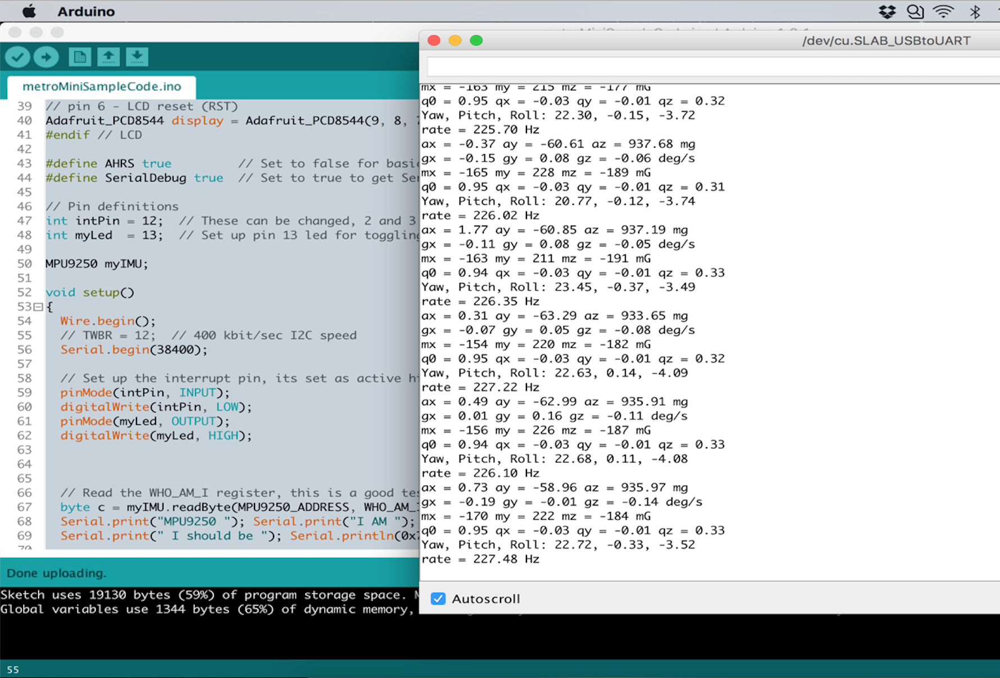 Arduino
metroMiniSampleCode.ino
39 // pin 6 - LCD reset (RST)
40 Adafruit_PCD8544 display = Adafruit_PCD8544(9, 8,
41 #endif // LCD
42
43 #define AHRS true // Set to false for basic
44 #define SerialDebug true // Set to true to get Se
45
46 // Pin definitions
47 int intPin = 12; // These can be changed, 2 and 3
48 int myLed = 13; // Set up pin 13 led for toggling
49
50 MPU9250 myIMU;
51
52 void setup()
53 {
54 Wire.begin();
55 // TWBR = 12; // 400 kbit/sec I2C speed
56 Serial.begin(38400);
57
58 // Set up the interrupt pin, its set as active h
59 pinMode(intPin, INPUT);
60 digitalWrite(intPin, LOW);
61 pinMode(myLed, OUTPUT);
62 digitalWrite(myLed, HIGH);
63
64
65
66 // Read the WHO_AM_I register, this is a good te
67 byte c = myIMU.readByte(MPU9250_ADDRESS, WHO_AM_
68 Serial.print("MPU9250 "); Serial.print("I AM ");
69 Serial.print(" I should be "); Serial.println(0x
70
Done uploading.
Sketch uses 19130 bytes (59%) of program storage space.
Global variables use 1344 bytes (65%) of dynamic memory,
55
/dev/cu.SLAB_USBtoUART
mx = -163 my = 215 mz = -177 mG
q0 = 0.95 qx = -0.03 qy = -0.01 qz = 0.32
Yaw, Pitch, Roll: 22.30, -0.15, -3.72
rate = 225.70 Hz
ax = -0.37 ay = -60.61 az = 937.68 mg
gx = -0.15 gy = 0.08 gz = -0.06 deg/s
mx = -165 my = 228 mz = -189 mG
q0 = 0.95 qx = -0.03 qy = -0.01 qz = 0.31
Yaw, Pitch, Roll: 20.77, -0.12, -3.74
rate = 226.02 Hz
ax = 1.77 ay = -60.85 az = 937.19 mg
gx = -0.11 gy = 0.08 gz = -0.05 deg/s
mx = -163 my = 211 mz = -191 mG
q0 = 0.94 qx = -0.03 qy = -0.01 qz = 0.33
Yaw, Pitch, Roll: 23.45, -0.37, -3.49
rate = 226.35 Hz
ax = 0.31 ay = -63.29 az = 933.65 mg
gx = -0.07 gy = 0.05 gz = -0.08 deg/s
mx = -154 my = 220 mz = -182 mG
q0 = 0.95 qx = -0.03 qy = -0.01 qz = 0.32
Yaw, Pitch, Roll: 22.63, 0.14, -4.09
rate = 227.22 Hz
ax = 0.49 ay = -62.99 az = 935.91 mg
gx = 0.01 gy = 0.16 gz = -0.11 deg/s
mx = -156 my = 226 mz = -187 mG
q0 = 0.94 qx = -0.03 qy = -0.01 qz = 0.33
Yaw, Pitch, Roll: 22.68, 0.11, -4.08
rate = 226.10 Hz
ax = 0.73 ay = -58.96 az = 935.97 mg
gx = -0.19 gy = -0.01 gz = -0.14 deg/s
mx = -170 my = 222 mz = -184 mG
q0 = 0.95 qx = -0.03 qy = -0.01 qz = 0.33
Yaw, Pitch, Roll: 22.72, -0.33, -3.52
rate = 227.48 Hz
Autoscroll